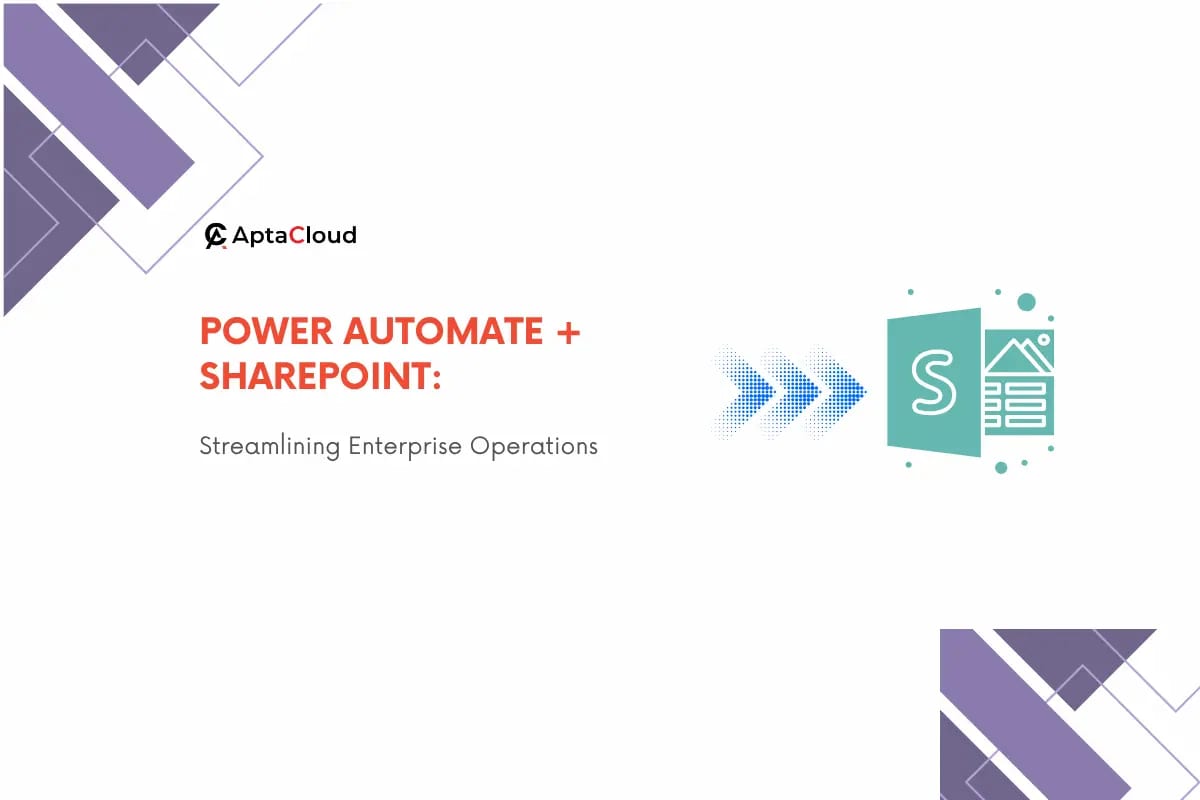 AptaCloud
POWER AUTOMATE +
SHAREPOINT:
Streamlining Enterprise Operations
S